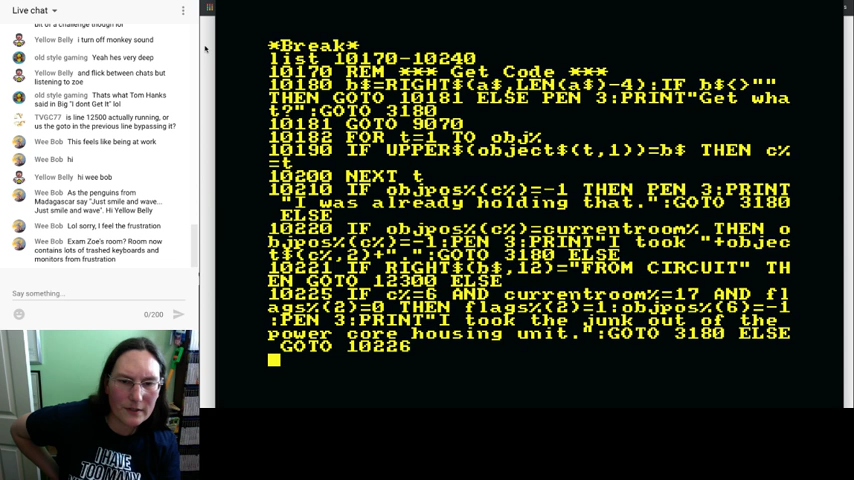 Live chat
bit of a challenge though lol
Yellow Belly i turn off monkey sound
old style gaming Yeah hes very deep
Yellow Belly and flick between chats but
listening to zoe
old style gaming Thats what Tom Hanks
said in Big "I dont Get It" lol
TVGC77 is line 12500 actually running, or
us the goto in the previous line bypassing it?
Wee Bob This feels like being at work
Wee Bob hi
Yellow Belly hi wee bob
Wee Bob As the penguins from
Madagascar say "Just smile and wave...
Just smile and wave". Hi Yellow Belly
Wee Bob Lol sorry, I feel the frustration
Wee Bob Exam Zoe's room? Room now
contains lots of trashed keyboards and
monitors from frustration
Say something...
0/200
I HAVE
TOO MANY
*Break*
list 10170-10240
10170 REM *** Get Code ***
10180 b$=RIGHT$(a$,LEN(a$)-4):IF b$<>""
THEN GOTO 10181 ELSE PEN 3:PRINT"Get wha
t?":GOTO 3180
10181 GOTO 9070
10182 FOR t=1 TO obj%
10190 IF UPPER$(object$(t,1))=b$ THEN c%
=t
10200 NEXT t
10210 IF objpos%(c%)=-1 THEN PEN 3:PRINT
"I was already holding that.":GOTO 3180
ELSE
10220 IF objpos%(c%)=currentroom% THEN o
bjpos%(c%)=-1:PEN 3:PRINT"I took "+objec
t$(c%,2)+".":GOTO 3180 ELSE
10221 IF RIGHT$(b$,12)="FROM CIRCUIT" TH
EN GOTO 12300 ELSE
10225 IF c%=6 AND currentroom%=17 AND fl
ags%(2)=0 THEN flags%(2)=1:objpos%(6)=-1
:PEN 3:PRINT"I took the junk out of the
power core housing unit.":GOTO 3180 ELSE
GOTO 10226